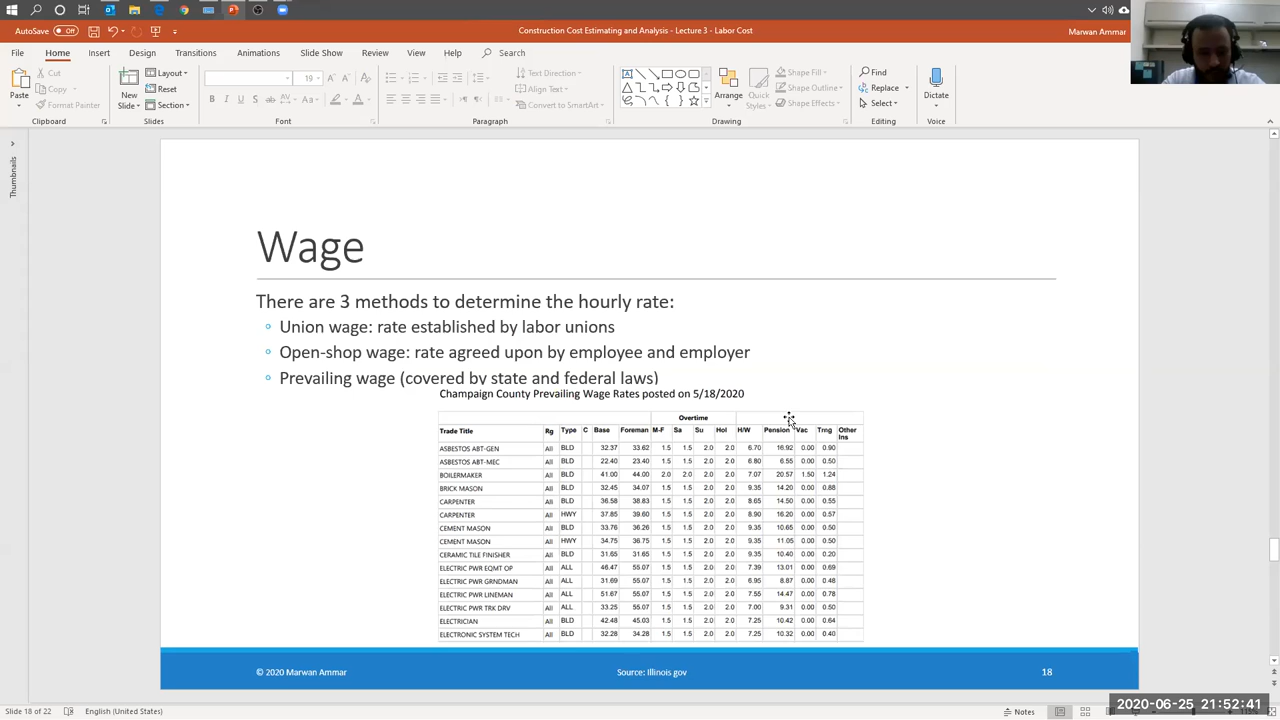 AutoSave Off
Construction Cost Estimating and Analysis - Lecture 3 - Labor Cost
Marwan Ammar
File Home Insert Design Transitions Animations Slide Show Review View Help Search
Paste Cut Copy Format Painter
Clipboard
New Slide Layout Reset Section
Slides
19
Font
Text Direction Align Text Convert to SmartArt
Paragraph
Arrange Quick Styles Shape Fill Shape Outline Shape Effects
Drawing
Find Replace Select
Editing
Dictate
Voice
Thumbnails
Wage
There are 3 methods to determine the hourly rate:
Union wage: rate established by labor unions
Open-shop wage: rate agreed upon by employee and employer
Prevailing wage (covered by state and federal laws)
Champaign County Prevailing Wage Rates posted on 5/18/2020
Overtime
Trade Title Rg Type C Base Foreman M-F Sa Su Hol H/W Pension Vac Trng Other Ins
ASBESTOS ABT-GEN All BLD 32.37 33.62 1.5 1.5 2.0 2.0 6.70 16.92 0.00 0.90
ASBESTOS ABT-MEC All BLD 22.40 23.40 1.5 1.5 2.0 2.0 6.80 6.55 0.00 0.50
BOILERMAKER All BLD 41.00 44.00 2.0 2.0 2.0 2.0 7.07 20.57 1.50 1.24
BRICK MASON All BLD 32.45 34.07 1.5 1.5 2.0 2.0 9.35 14.20 0.00 0.88
CARPENTER All BLD 36.58 38.83 1.5 1.5 2.0 2.0 8.65 14.50 0.00 0.55
CARPENTER All HWY 37.85 39.60 1.5 1.5 2.0 2.0 8.90 16.20 0.00 0.57
CEMENT MASON All BLD 33.76 36.26 1.5 1.5 2.0 2.0 9.35 10.65 0.00 0.50
CEMENT MASON All HWY 34.75 36.75 1.5 1.5 2.0 2.0 9.35 11.05 0.00 0.50
CERAMIC TILE FINISHER All BLD 31.65 31.65 1.5 1.5 2.0 2.0 9.35 10.40 0.00 0.20
ELECTRIC PWR EQMT OP All ALL 46.47 55.07 1.5 1.5 2.0 2.0 7.39 13.01 0.00 0.69
ELECTRIC PWR GRNDMAN All ALL 31.69 55.07 1.5 1.5 2.0 2.0 6.95 8.87 0.00 0.48
ELECTRIC PWR LINEMAN All ALL 51.67 55.07 1.5 1.5 2.0 2.0 7.55 14.47 0.00 0.78
ELECTRIC PWR TRK DRV All ALL 33.25 55.07 1.5 1.5 2.0 2.0 7.00 9.31 0.00 0.50
ELECTRICIAN All BLD 42.48 45.03 1.5 1.5 2.0 2.0 7.25 10.42 0.00 0.64
ELECTRONIC SYSTEM TECH All BLD 32.28 34.28 1.5 1.5 2.0 2.0 7.25 10.32 0.00 0.40
© 2020 Marwan Ammar Source: Illinois gov 18
2020-06-25 21:52:41
Slide 18 of 22 English (United States) Notes